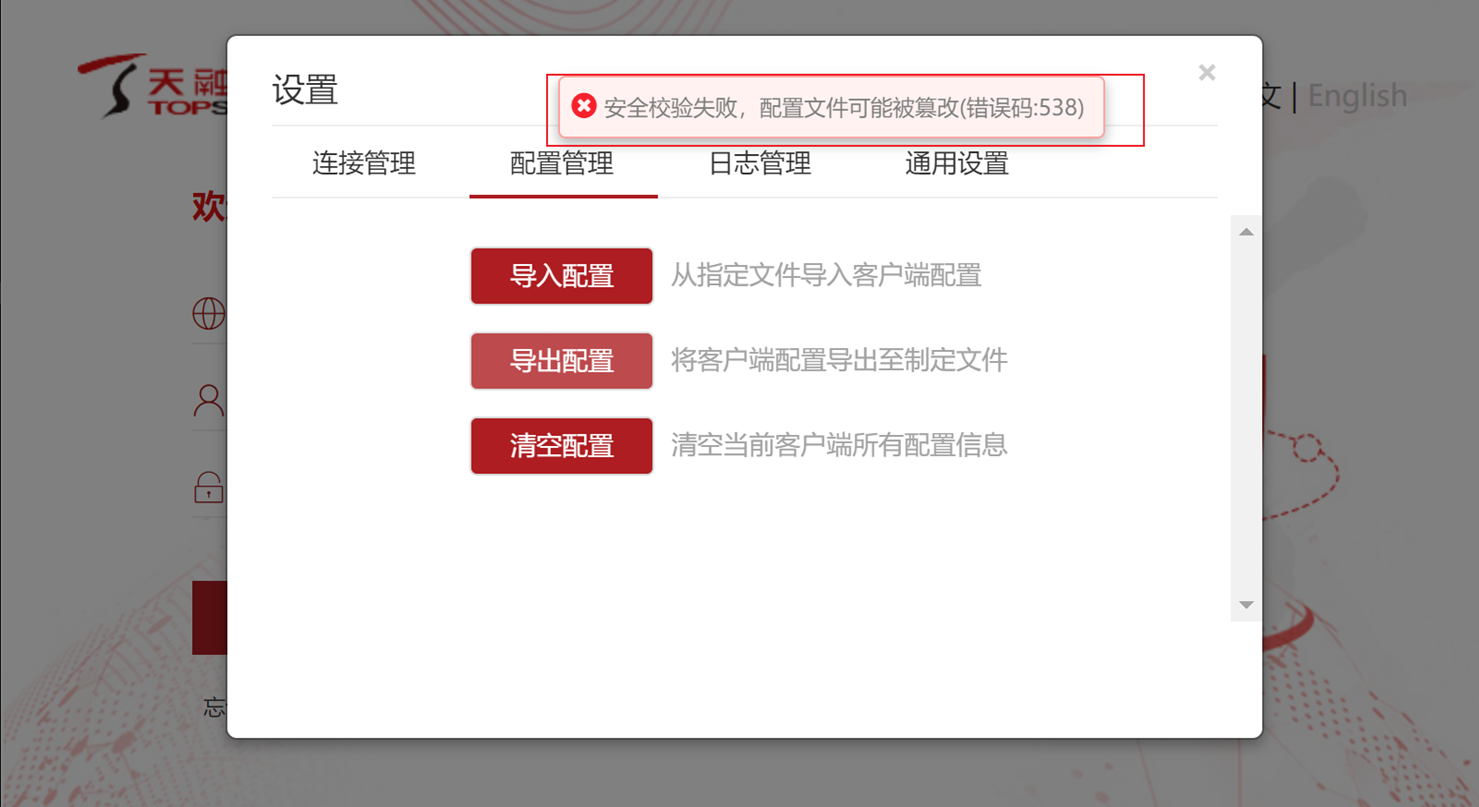 天融
TOPS
文 | English
设置
安全校验失败，配置文件可能被篡改(错误码:538)
连接管理 配置管理 日志管理 通用设置
欢
导入配置 从指定文件导入客户端配置
导出配置 将客户端配置导出至制定文件
清空配置 清空当前客户端所有配置信息
忘